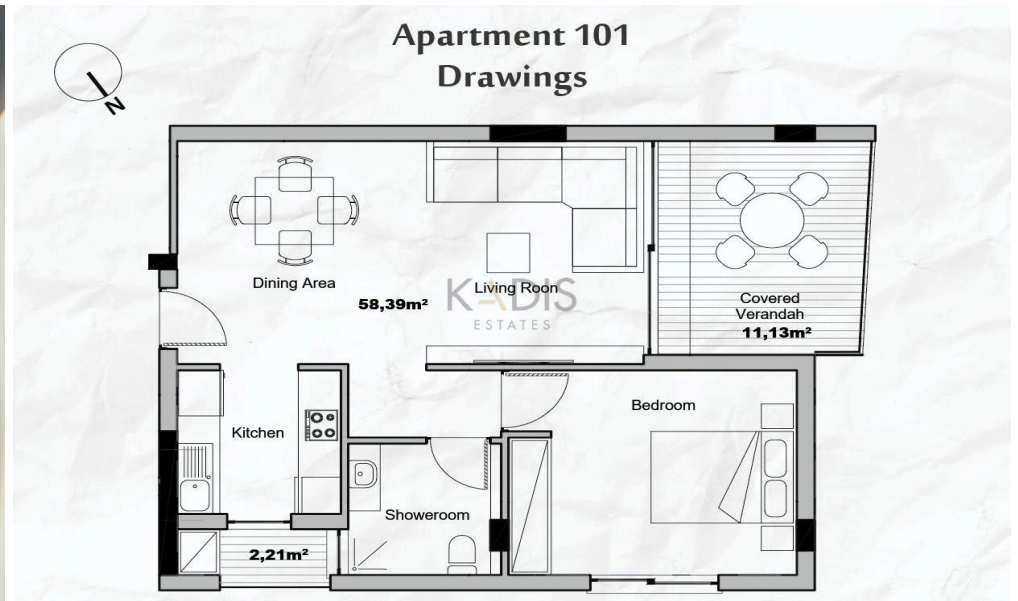 Apartment 101
Drawings
N
Dining Area
58,39m²
Living Roon
KADIS
ESTATES
Covered
Verandah
11,13m²
Kitchen
Bedroom
Showeroom
2,21m²